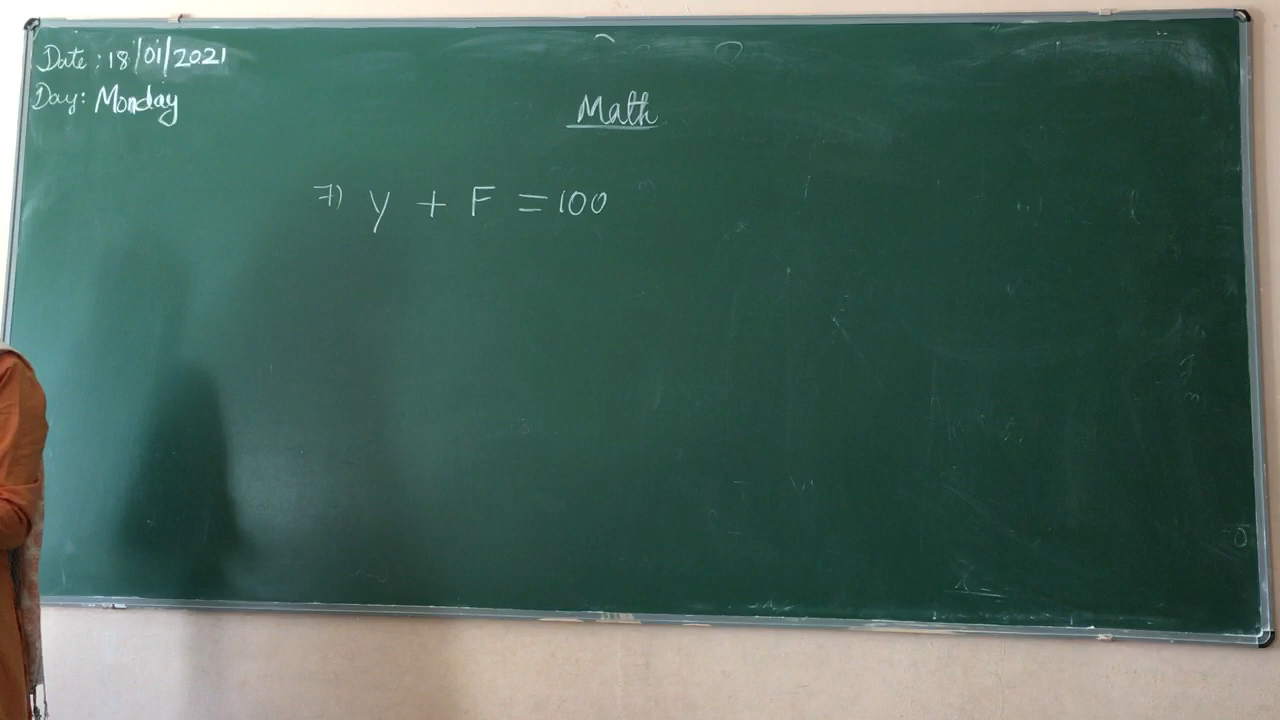 Date: 18/01/2021
Day: Monday
Math
7) y + F = 100